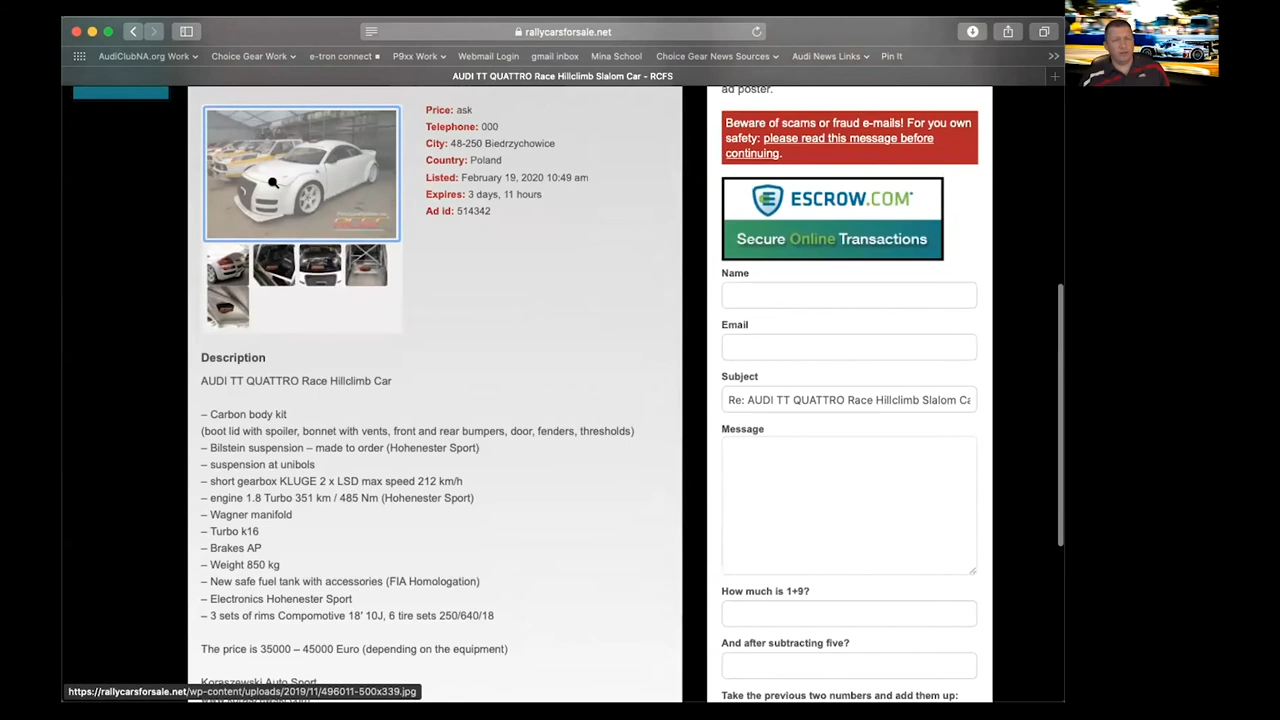 rallycarsforsale.net
AudiClubNA.org Work
Choice Gear Work
e-tron connect
P9xx Work
Webmail Login
gmail inbox
Mina School
Choice Gear News Sources
Audi News Links
Pin It
AUDI TT QUATTRO Race Hillclimb Slalom Car - RCFS
Price: ask
Telephone: 000
City: 48-250 Biedrzychowice
Country: Poland
Listed: February 19, 2020 10:49 am
Expires: 3 days, 11 hours
Ad id: 514342
Description
AUDI TT QUATTRO Race Hillclimb Car
– Carbon body kit
(boot lid with spoiler, bonnet with vents, front and rear bumpers, door, fenders, thresholds)
– Bilstein suspension – made to order (Hohenester Sport)
– suspension at unibols
– short gearbox KLUGE 2 x LSD max speed 212 km/h
– engine 1.8 Turbo 351 km / 485 Nm (Hohenester Sport)
– Wagner manifold
– Turbo k16
– Brakes AP
– Weight 850 kg
– New safe fuel tank with accessories (FIA Homologation)
– Electronics Hohenester Sport
– 3 sets of rims Compomotive 18′ 10J, 6 tire sets 250/640/18
The price is 35000 – 45000 Euro (depending on the equipment)
Koraszewski Auto Sport
https://rallycarsforsale.net/wp-content/uploads/2019/11/496011-500x339.jpg
ad poster.
Beware of scams or fraud e-mails! For you own
safety: please read this message before
continuing.
ESCROW.COM
Secure Online Transactions
Name
Email
Subject
Re: AUDI TT QUATTRO Race Hillclimb Slalom Ca
Message
How much is 1+9?
And after subtracting five?
Take the previous two numbers and add them up: